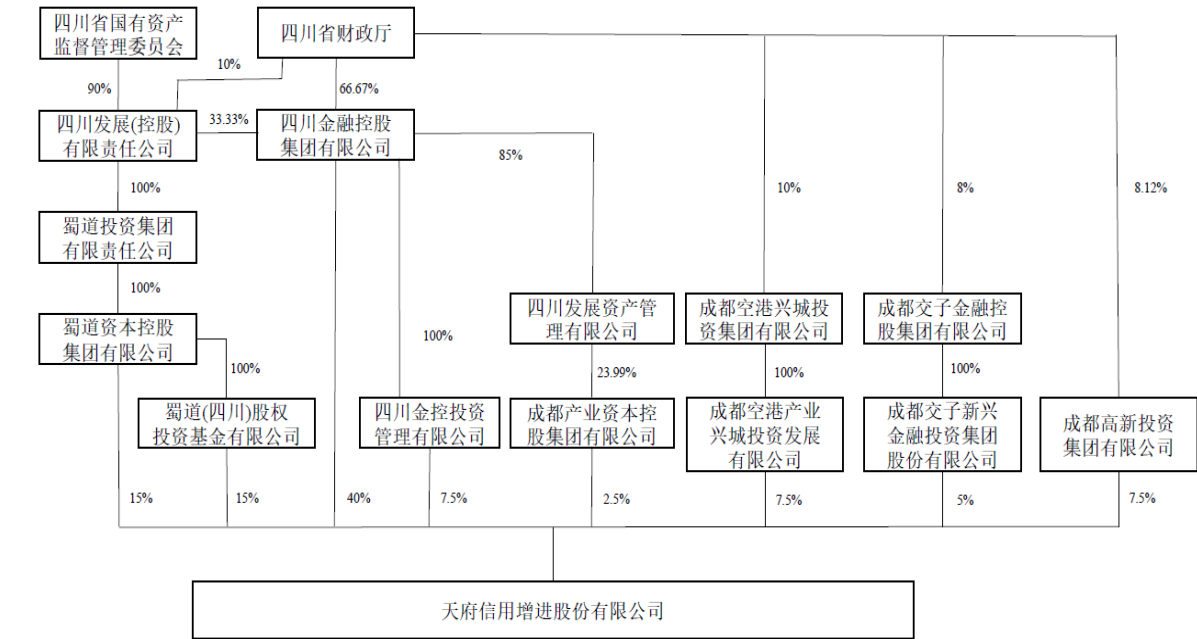 四川省国有资产
监督管理委员会
四川省财政厅
10%
90%
66.67%
四川发展(控股)
有限责任公司
33.33%
四川金融控股
集团有限公司
85%
100%
10%
8%
8.12%
蜀道投资集团
有限责任公司
100%
蜀道资本控股
集团有限公司
100%
四川发展资产管
理有限公司
成都空港兴城投
资集团有限公司
成都交子金融控
股集团有限公司
100%
23.99%
100%
100%
蜀道(四川)股权
投资基金有限公司
四川金控投资
管理有限公司
成都产业资本控
股集团有限公司
成都空港产业
兴城投资发展
有限公司
成都交子新兴
金融投资集团
股份有限公司
成都高新投资
集团有限公司
15%
15%
40%
7.5%
2.5%
7.5%
5%
7.5%
天府信用增进股份有限公司